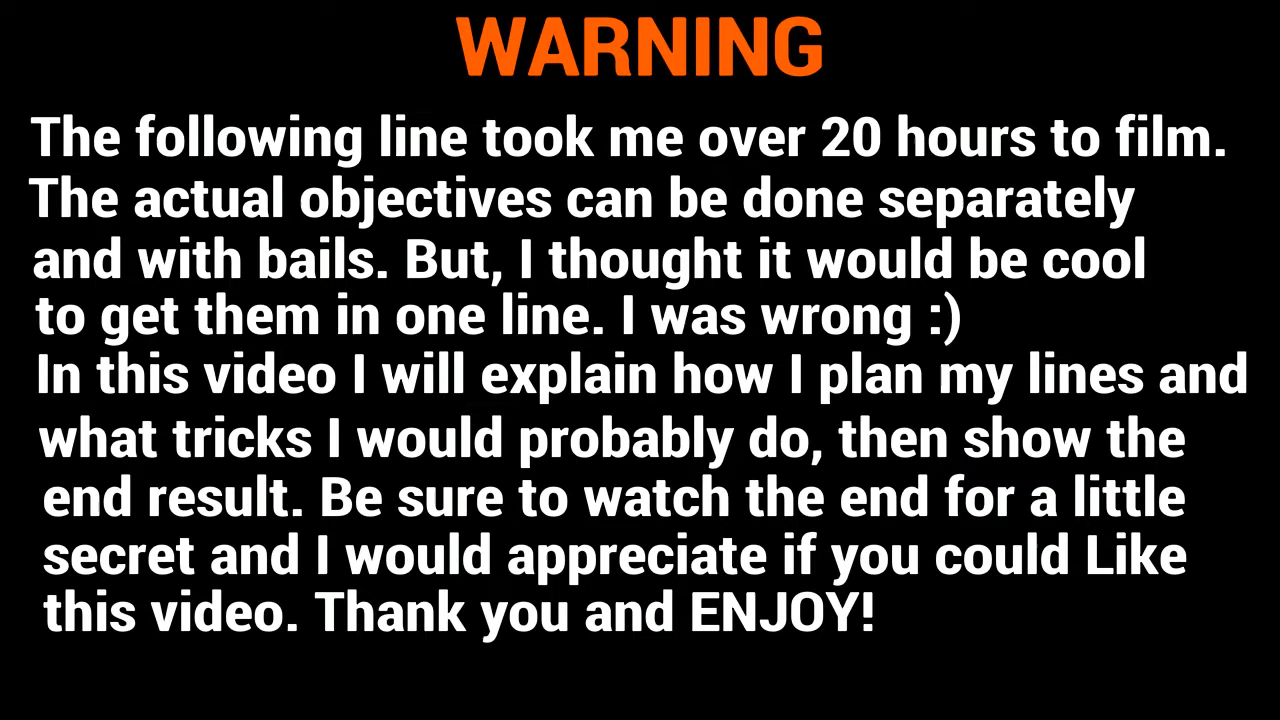 WARNING
The following line took me over 20 hours to film.
The actual objectives can be done separately
and with bails. But, I thought it would be cool
to get them in one line. I was wrong :)
In this video I will explain how I plan my lines and
what tricks I would probably do, then show the
end result. Be sure to watch the end for a little
secret and I would appreciate if you could Like
this video. Thank you and ENJOY!